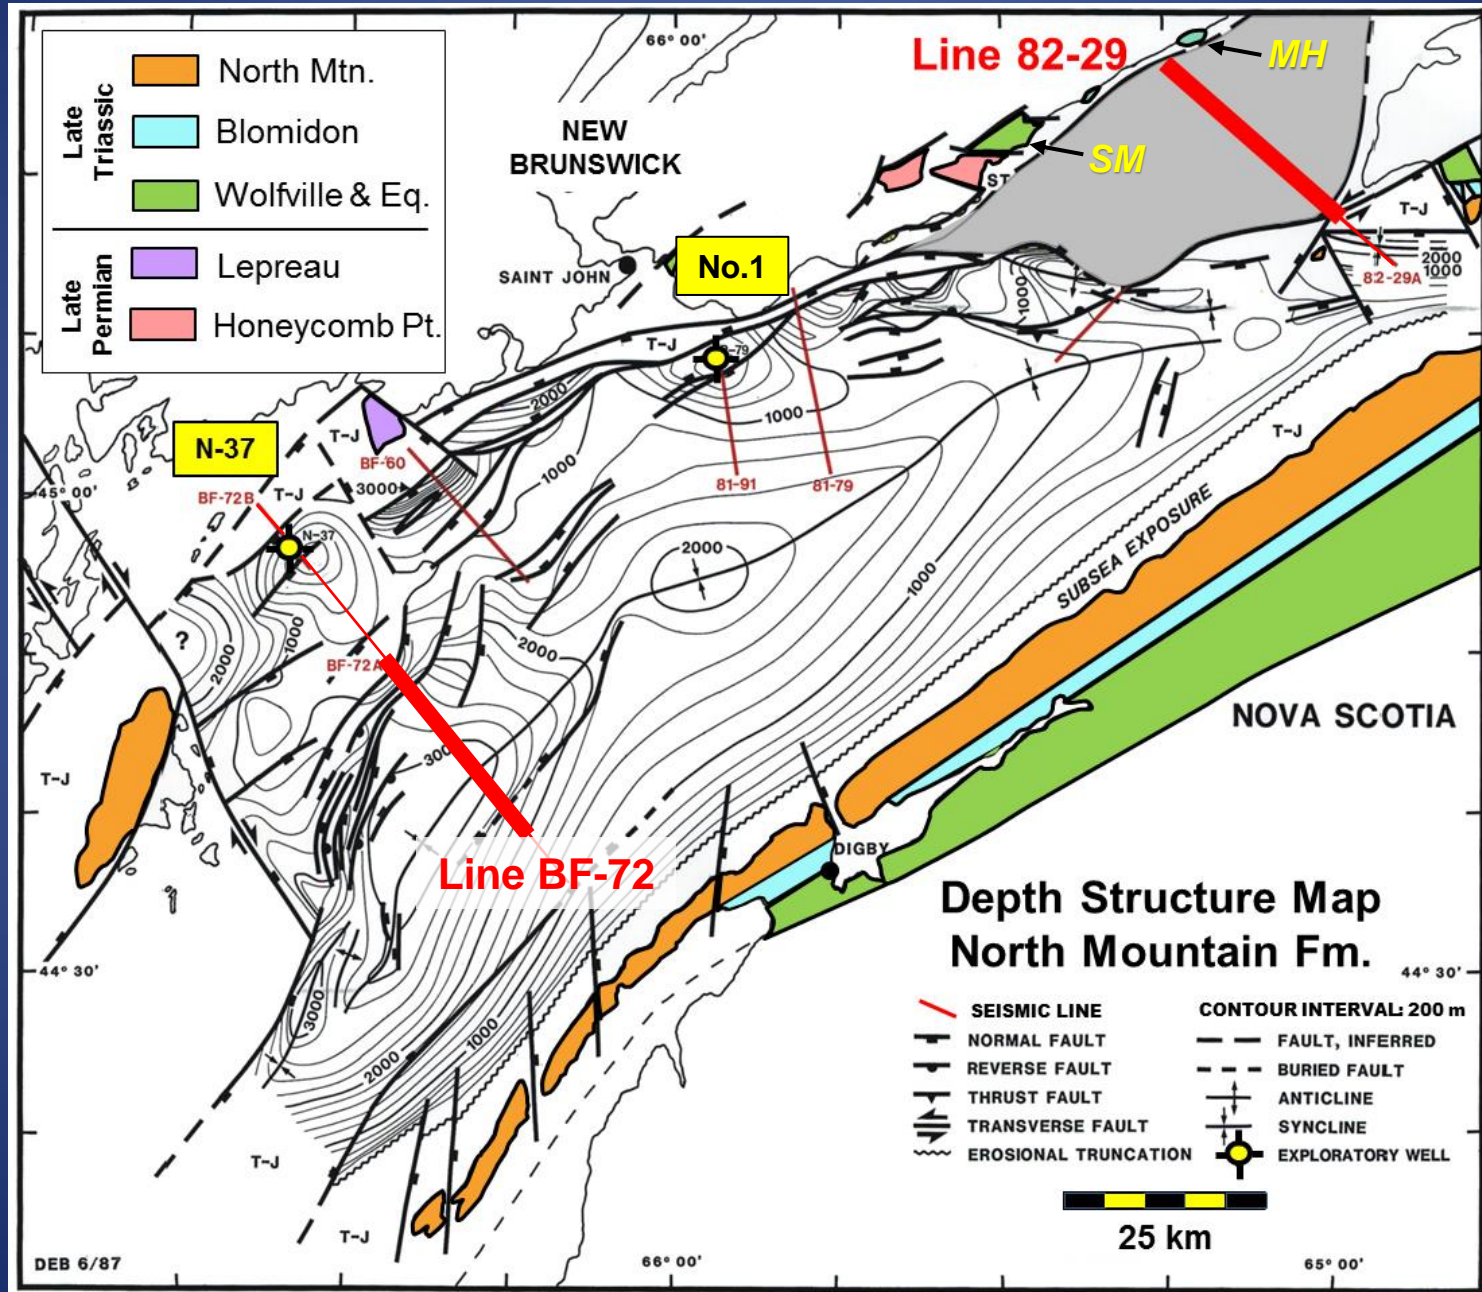 66° 00'
Line 82-29
MH
Late
Triassic
North Mtn.
Blomidon
Wolfville & Eq.
Late
Permian
Lepreau
Honeycomb Pt.
NEW
BRUNSWICK
SM
ST
T-J
SAINT JOHN
No.1
2000
1000
82-29A
1000
T-J
-79
2000
1000
T-J
N-37
T-J
BF-60
1000
81-91
81-79
3000
45° 00'
BF-72B
T-J
N-37
2000
SUBSEA EXPOSURE
1000
?
2000
1000
2000
BF-72A
NOVA SCOTIA
300
T-J
DIGBY
Line BF-72
Depth Structure Map
North Mountain Fm.
44° 30'
44° 30'
3000
2000
1000
SEISMIC LINE
NORMAL FAULT
REVERSE FAULT
THRUST FAULT
TRANSVERSE FAULT
EROSIONAL TRUNCATION
CONTOUR INTERVAL: 200 m
FAULT, INFERRED
BURIED FAULT
ANTICLINE
SYNCLINE
EXPLORATORY WELL
25 km
T-J
T-J
DEB 6/87
66° 00'
65° 00'